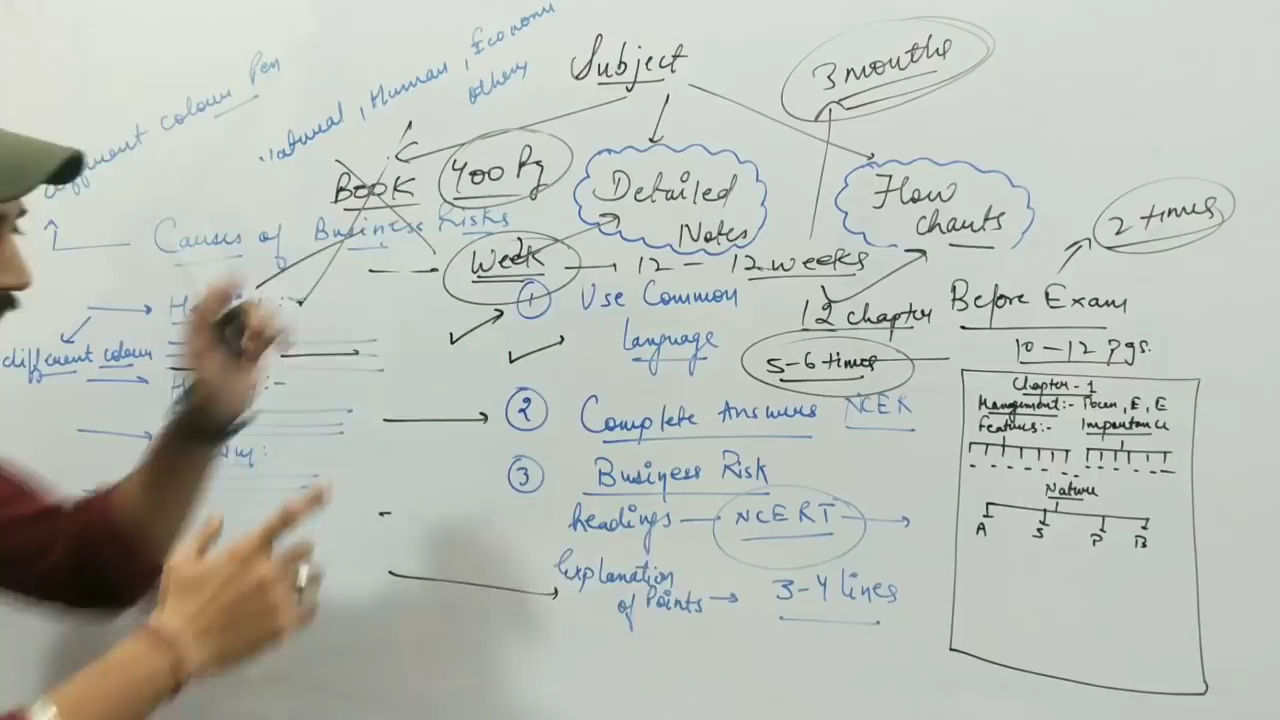 Subject
3 months
different colour Pen
Natural, Human, Economic
others
BOOK
400 Pg
Detailed
Notes
Flow
charts
2 times
Causes of Business Risks
Week
12 - 12 weeks
12 chapter
Before Exam
10-12 pgs.
① Use Common
language
5-6 times
different colour
② Complete Answers NCER
③ Business Risk
headings - NCERT
Explanation
of Points → 3-4 lines
Chapter - 1
Management:- , E, E
Features:- Importance
Nature
A S P B